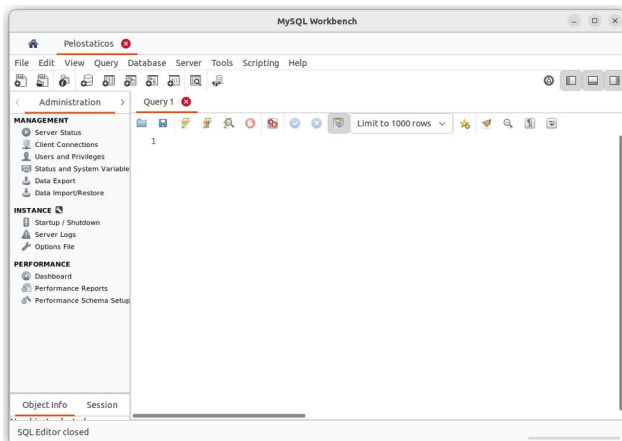 MySQL Workbench
Pelostaticos
File Edit View Query Database Server Tools Scripting Help
Administration
Query 1
MANAGEMENT
Server Status
Client Connections
Users and Privileges
Status and System Variable
Data Export
Data Import/Restore
INSTANCE
Startup / Shutdown
Server Logs
Options File
PERFORMANCE
Dashboard
Performance Reports
Performance Schema Setup
Limit to 1000 rows
1
Object Info Session
SQL Editor closed